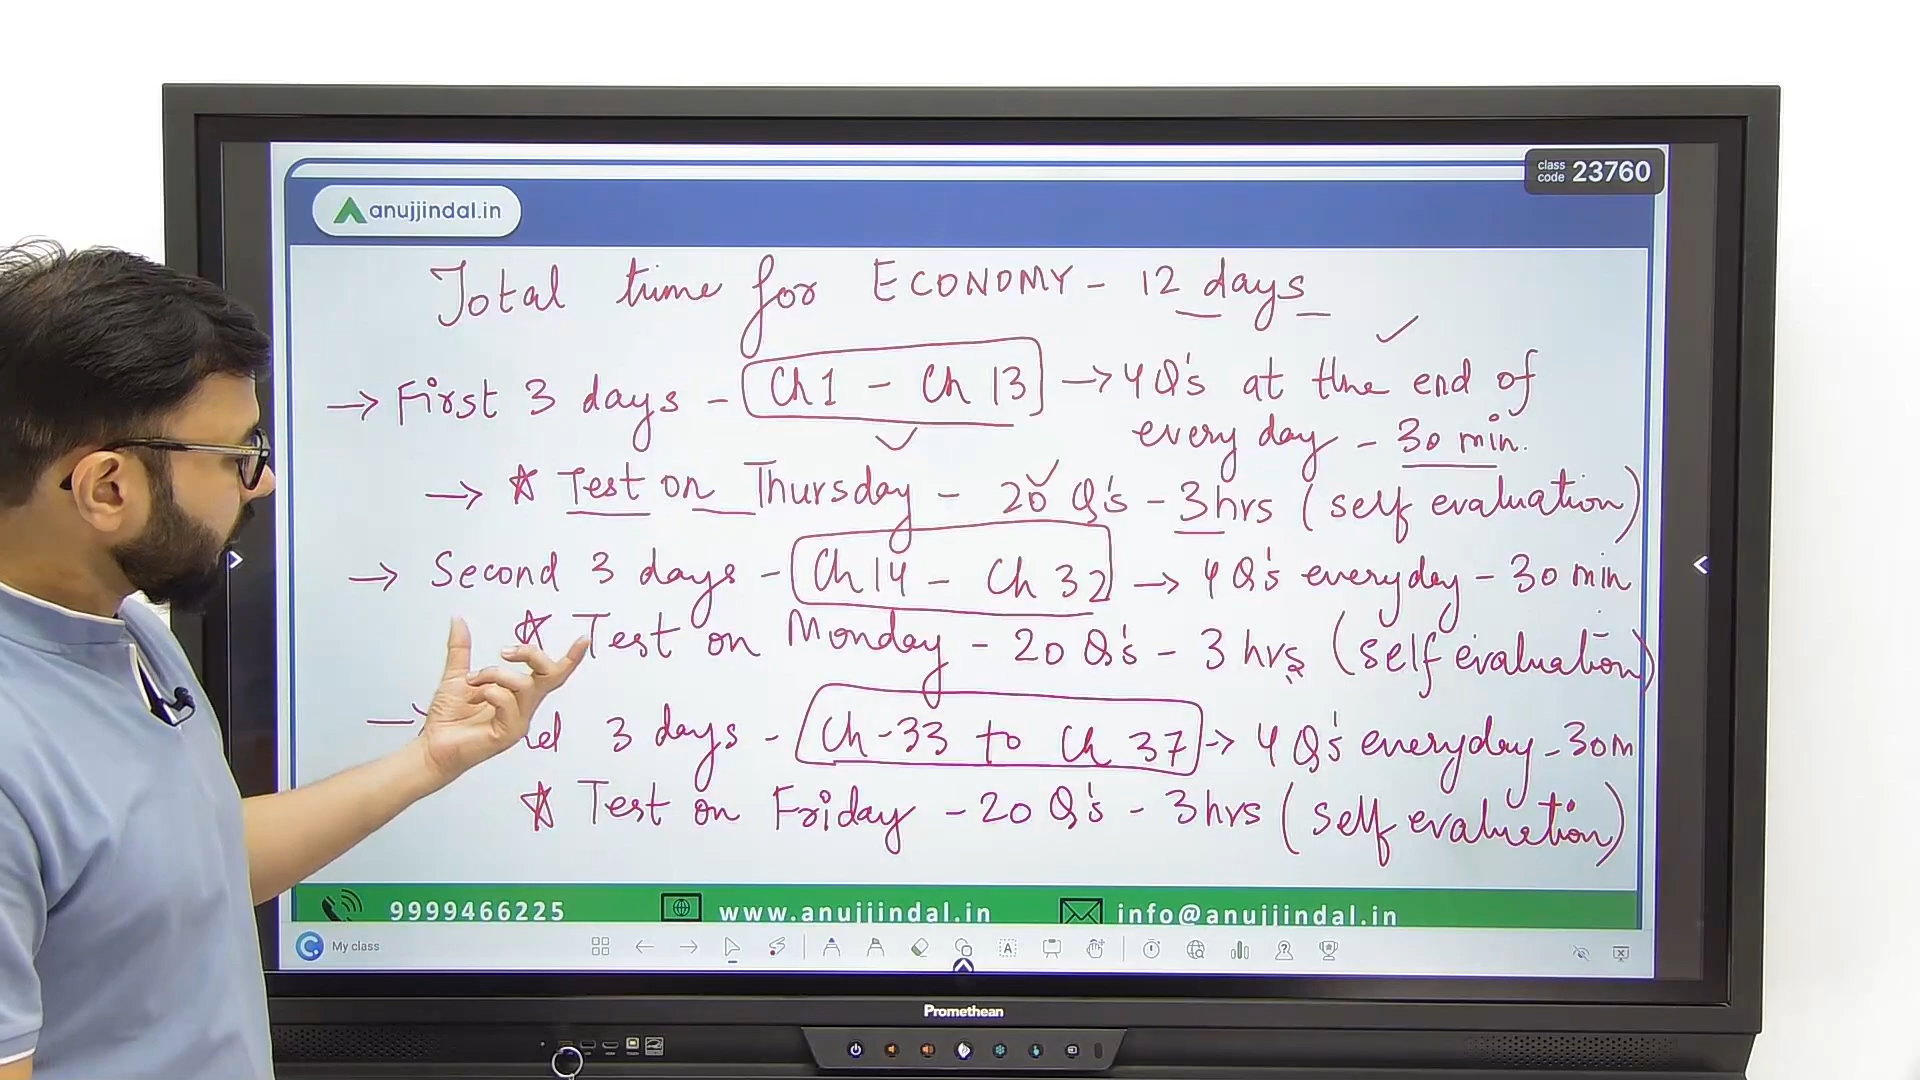 class code 23760
anujjindal.in
Total time for ECONOMY - 12 days
→ First 3 days - Ch 1 - Ch 13 → 4 Q's at the end of
every day - 30 min.
→ ☆ Test on Thursday - 20 Q's - 3 hrs (self evaluation)
→ Second 3 days - Ch 14 - Ch 32 → 4 Q's everyday - 30 min
☆ Test on Monday - 20 Q's - 3 hrs (self evaluation)
→ 3 days - Ch-33 to Ch 37 → 4 Q's everyday - 30m
☆ Test on Friday - 20 Q's - 3 hrs (self evaluation)
9999466225 www.anujjindal.in info@anujjindal.in
My class
Promethean